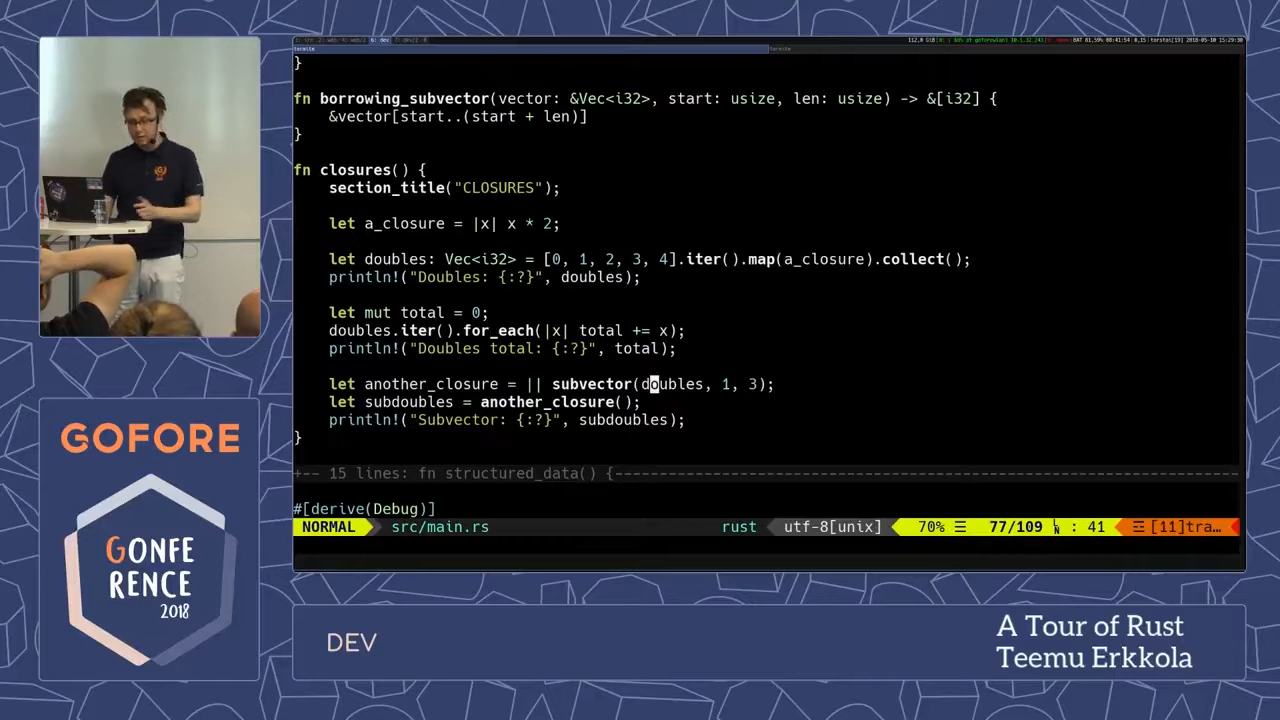 }
fn borrowing_subvector(vector: &Vec<i32>, start: usize, len: usize) -> &[i32] {
    &vector[start..(start + len)]
}
fn closures() {
    section_title("CLOSURES");
    let a_closure = |x| x * 2;
    let doubles: Vec<i32> = [0, 1, 2, 3, 4].iter().map(a_closure).collect();
    println!("Doubles: {:?}", doubles);
    let mut total = 0;
    doubles.iter().for_each(|x| total += x);
    println!("Doubles total: {:?}", total);
    let another_closure = || subvector(doubles, 1, 3);
    let subdoubles = another_closure();
    println!("Subvector: {:?}", subdoubles);
}
+-- 15 lines: fn structured_data() {
#[derive(Debug)]
NORMAL src/main.rs rust utf-8[unix] 70% ☰ 77/109 : 41 [11]tra…
GOFORE
GONFE
RENCE
2018
DEV
A Tour of Rust
Teemu Erkkola